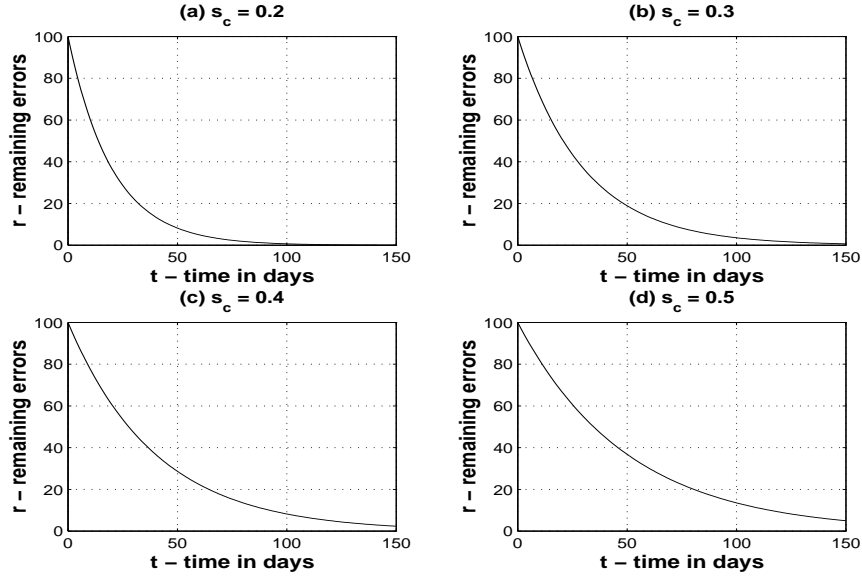 (a) s_c = 0.2
100
80
60
40
20
0
r − remaining errors
0 50 100 150
t − time in days
(b) s_c = 0.3
100
80
60
40
20
0
r − remaining errors
0 50 100 150
t − time in days
(c) s_c = 0.4
100
80
60
40
20
0
r − remaining errors
0 50 100 150
t − time in days
(d) s_c = 0.5
100
80
60
40
20
0
r − remaining errors
0 50 100 150
t − time in days